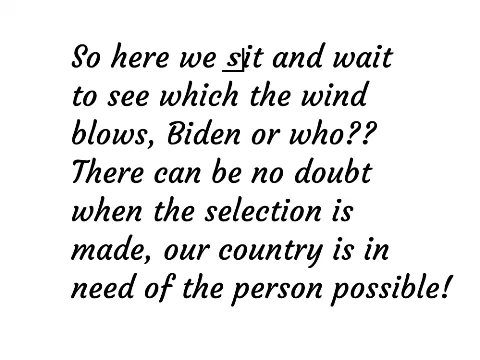 So here we sit and wait
to see which the wind
blows, Biden or who??
There can be no doubt
when the selection is
made, our country is in
need of the person possible!